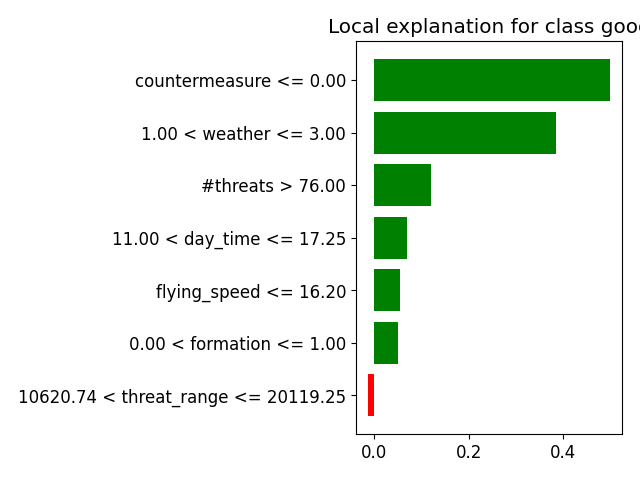 Local explanation for class good
countermeasure <= 0.00
1.00 < weather <= 3.00
#threats > 76.00
11.00 < day_time <= 17.25
flying_speed <= 16.20
0.00 < formation <= 1.00
10620.74 < threat_range <= 20119.25
0.0 0.2 0.4